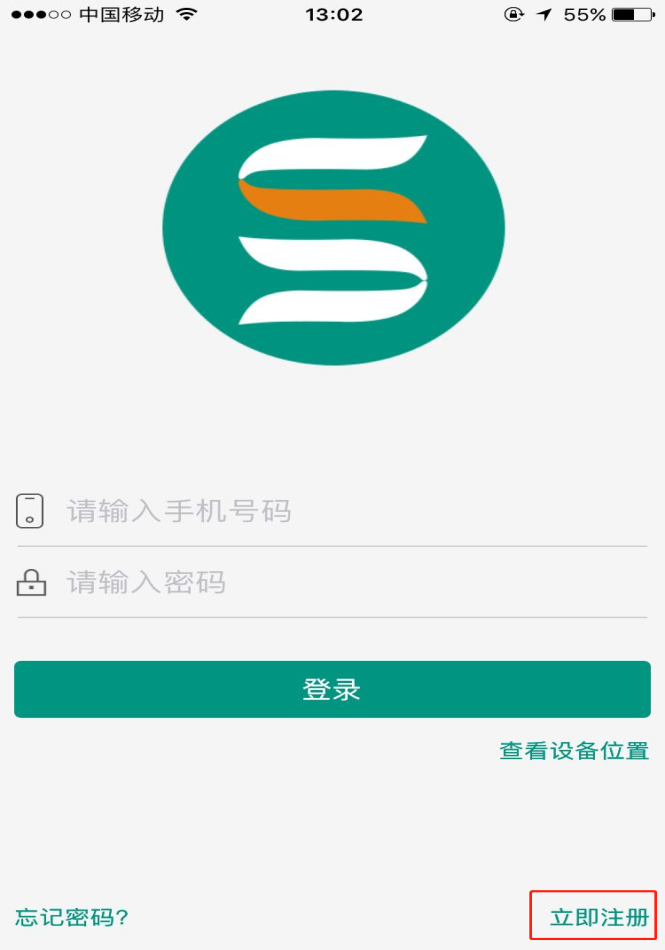 中国移动 13:02 55%
请输入手机号码
请输入密码
登录
查看设备位置
忘记密码? 立即注册